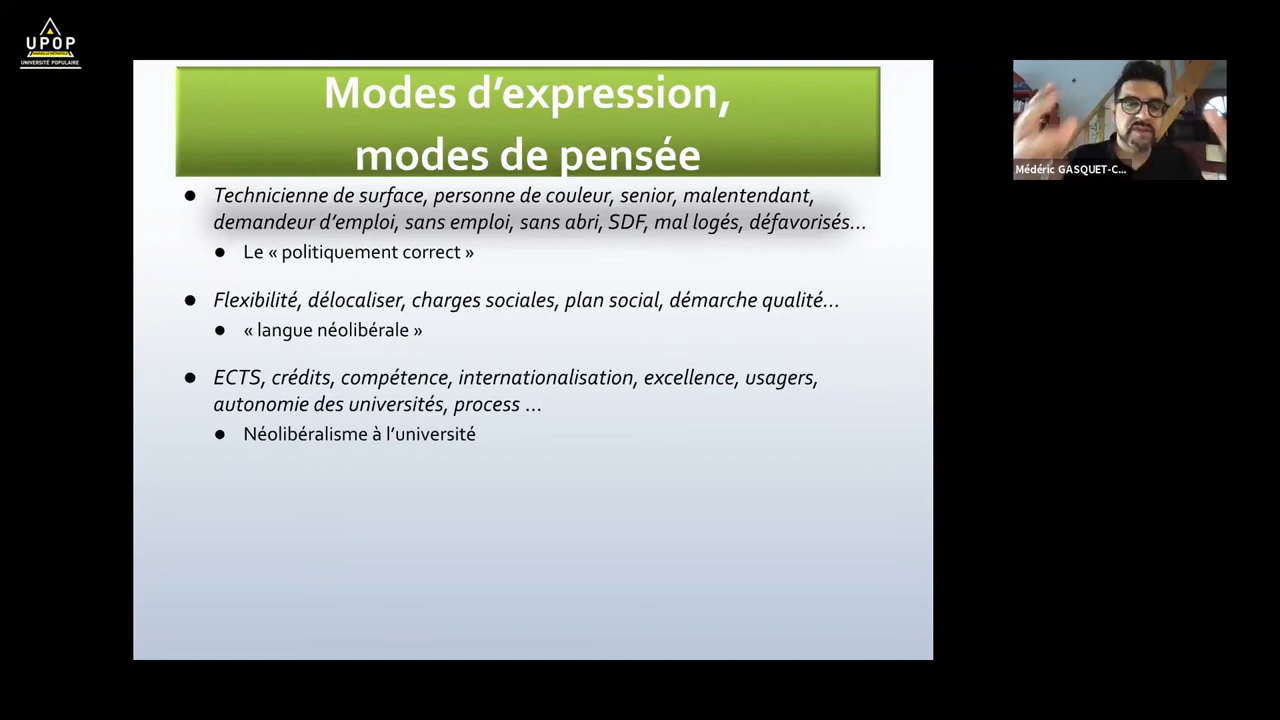 UPOP
UNIVERSITÉ POPULAIRE
Modes d’expression,
modes de pensée
Technicienne de surface, personne de couleur, senior, malentendant,
demandeur d’emploi, sans emploi, sans abri, SDF, mal logés, défavorisés…
Le « politiquement correct »
Flexibilité, délocaliser, charges sociales, plan social, démarche qualité…
« langue néolibérale »
ECTS, crédits, compétence, internationalisation, excellence, usagers,
autonomie des universités, process …
Néolibéralisme à l’université
Médéric GASQUET-C...